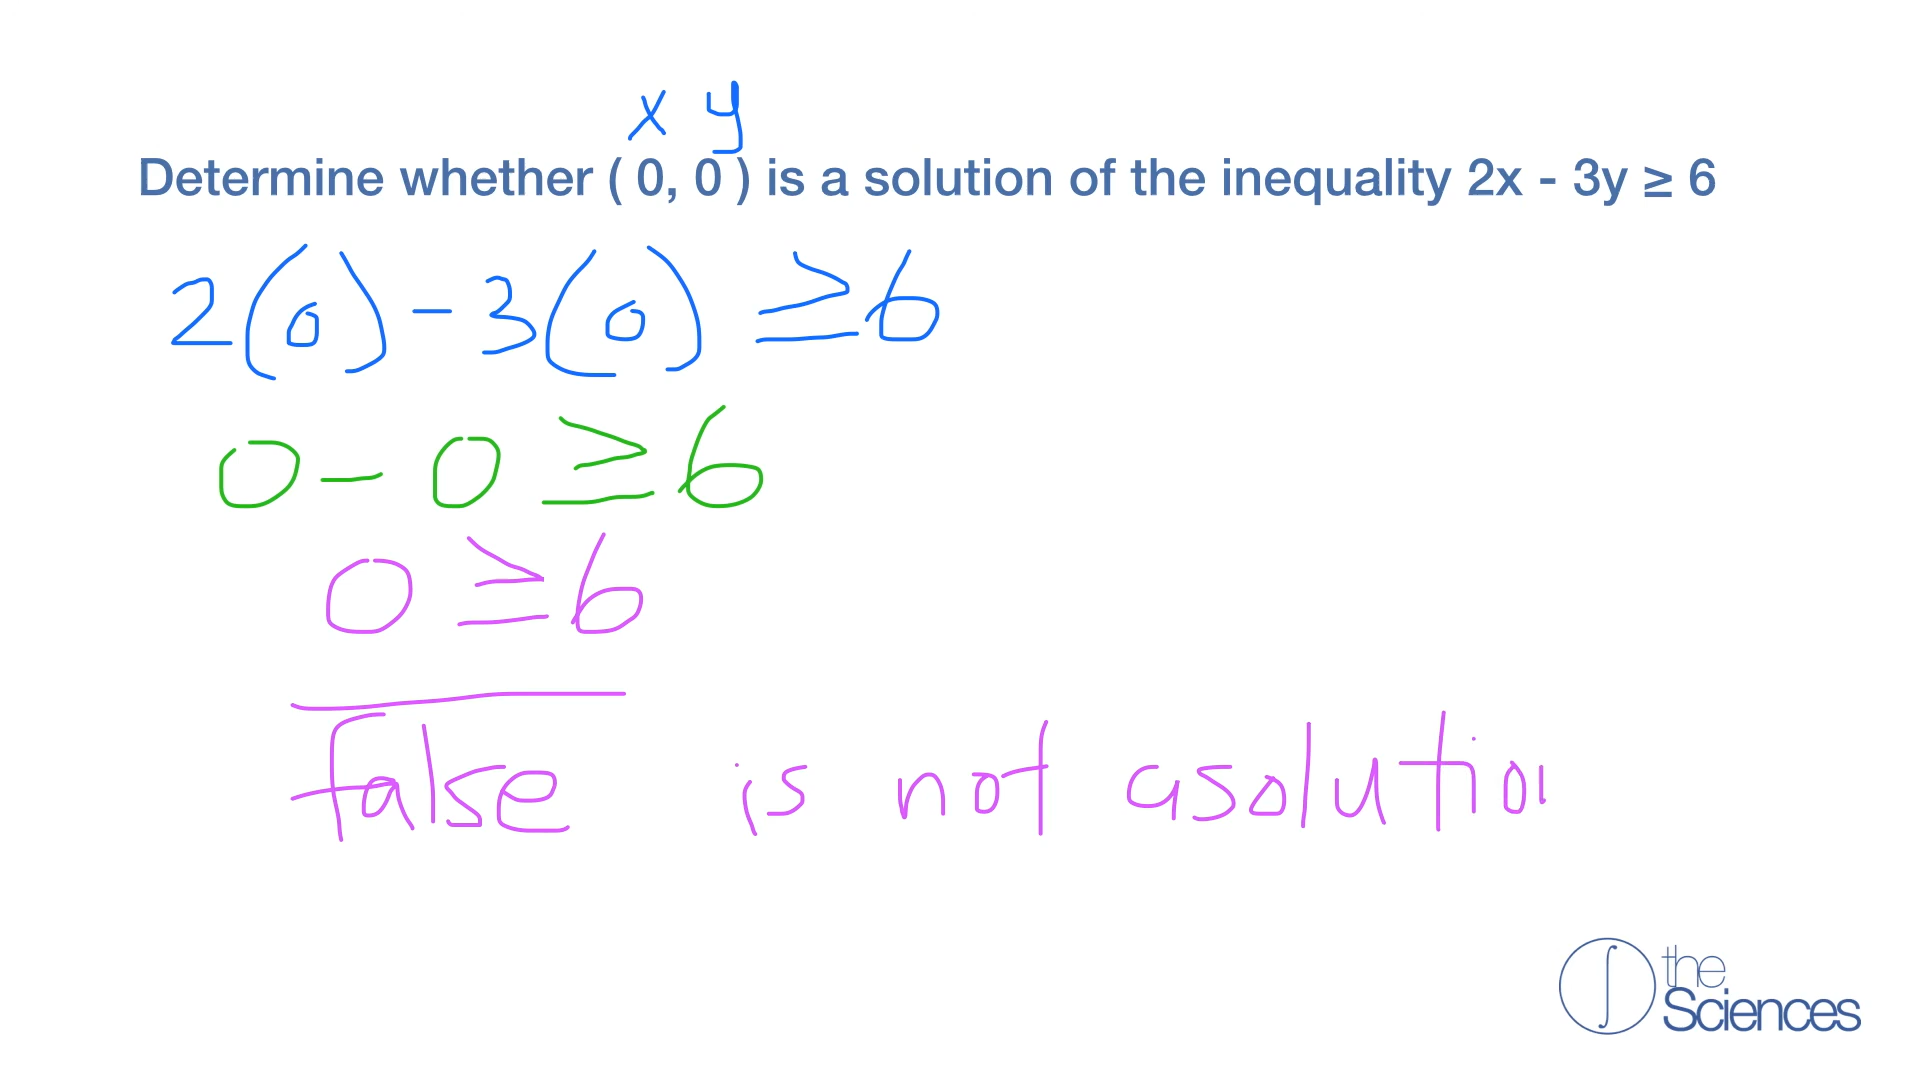 x y
Determine whether ( 0, 0 ) is a solution of the inequality 2x - 3y ≥ 6
2(0) - 3(0) ≥ 6
0 - 0 ≥ 6
0 ≥ 6
false is not a solution
∫ the
Sciences